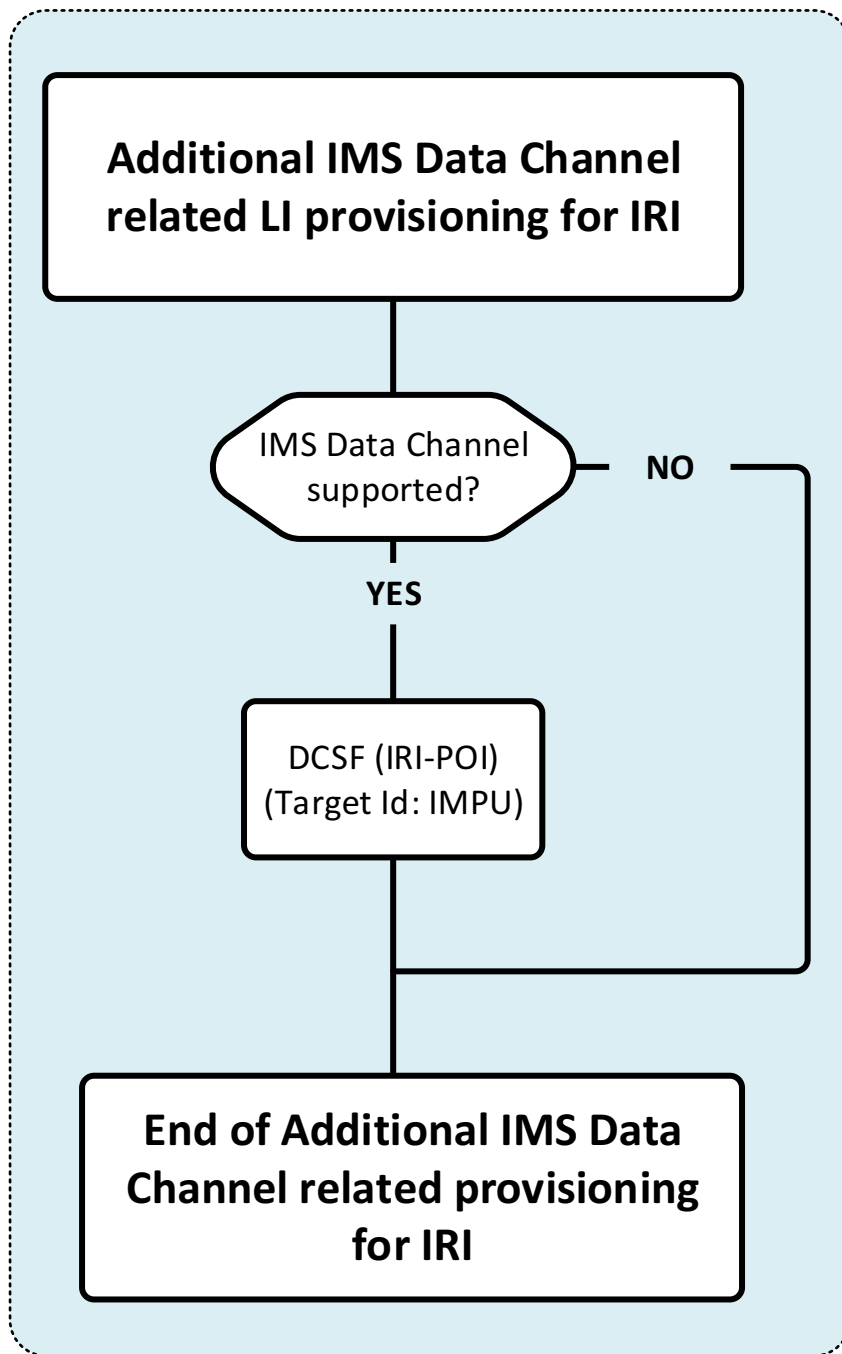 Additional IMS Data Channel
related LI provisioning for IRI
IMS Data Channel
supported?
NO
YES
DCSF (IRI-POI)
(Target Id: IMPU)
End of Additional IMS Data
Channel related provisioning
for IRI